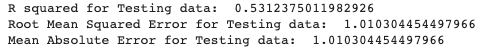 R squared for Testing data:  0.5312375011982926
Root Mean Squared Error for Testing data:  1.010304454497966
Mean Absolute Error for Testing data:  1.010304454497966